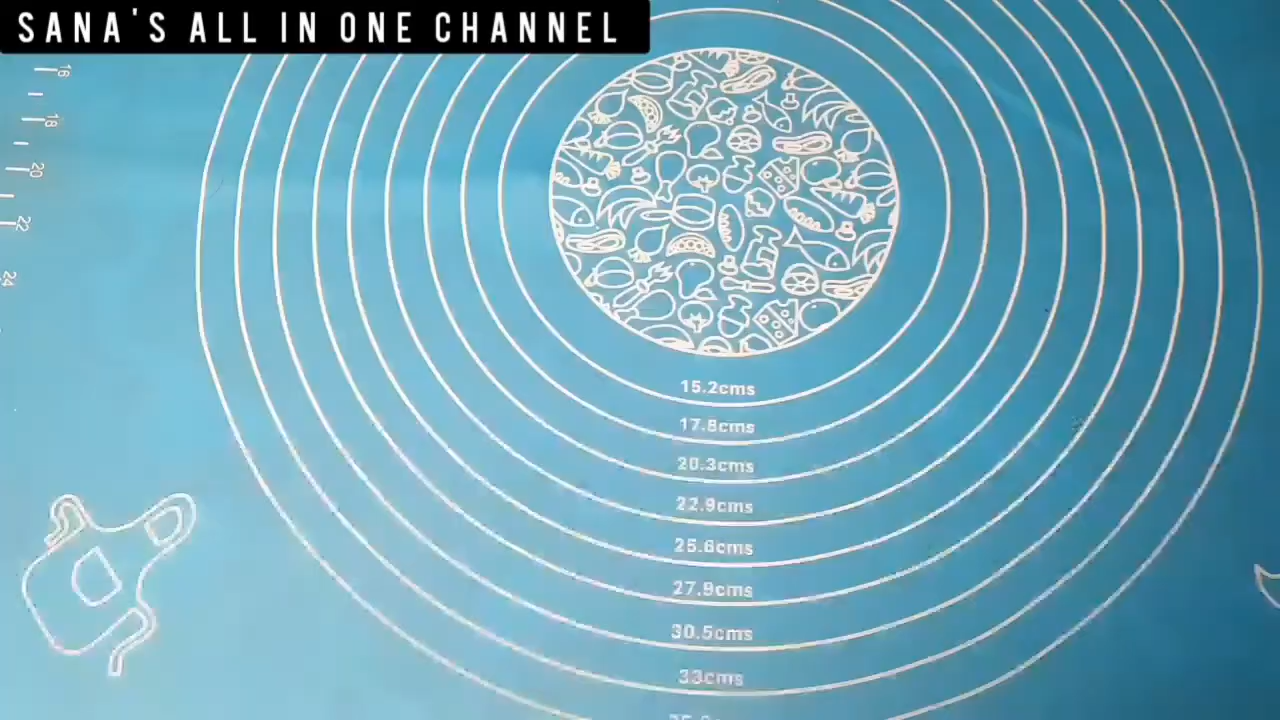 SANA'S ALL IN ONE CHANNEL
16
18
20
22
24
15.2cms
17.8cms
20.3cms
22.9cms
25.6cms
27.9cms
30.5cms
33cms